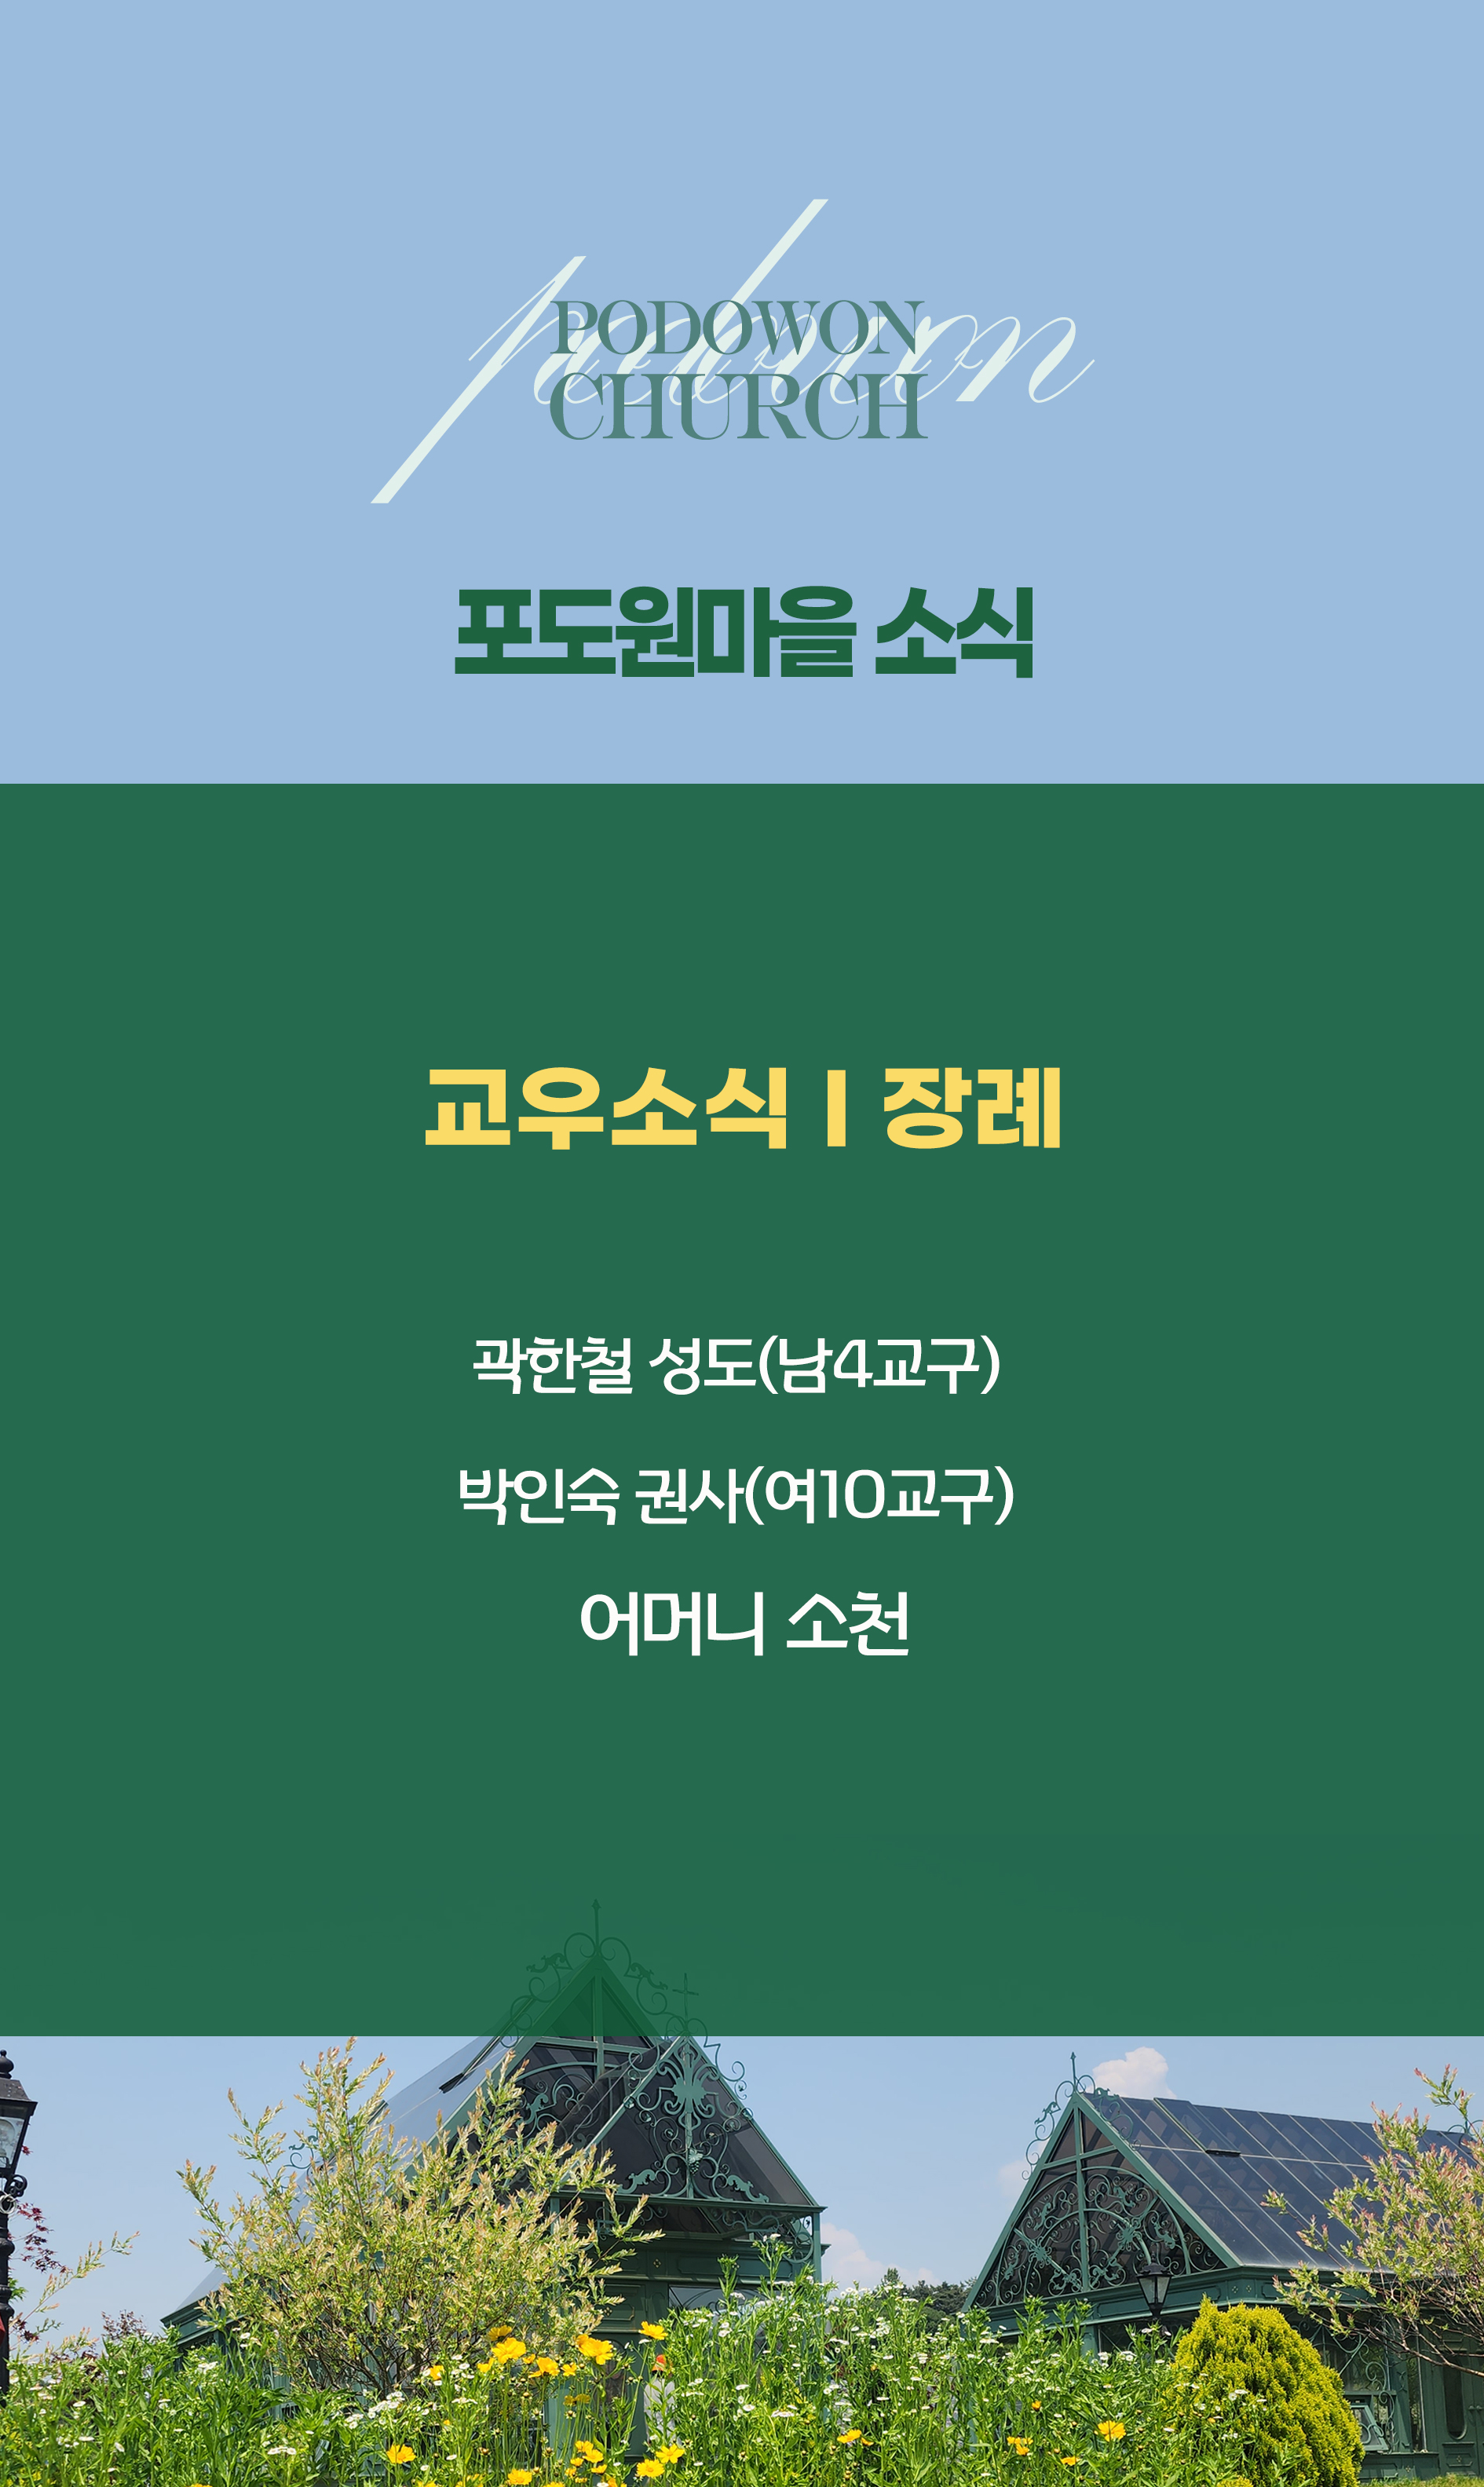 podowon
PODOWON
CHURCH
포도원마을 소식
교우소식 | 장례
곽한철 성도(남4교구)
박인숙 권사(여10교구)
어머니 소천